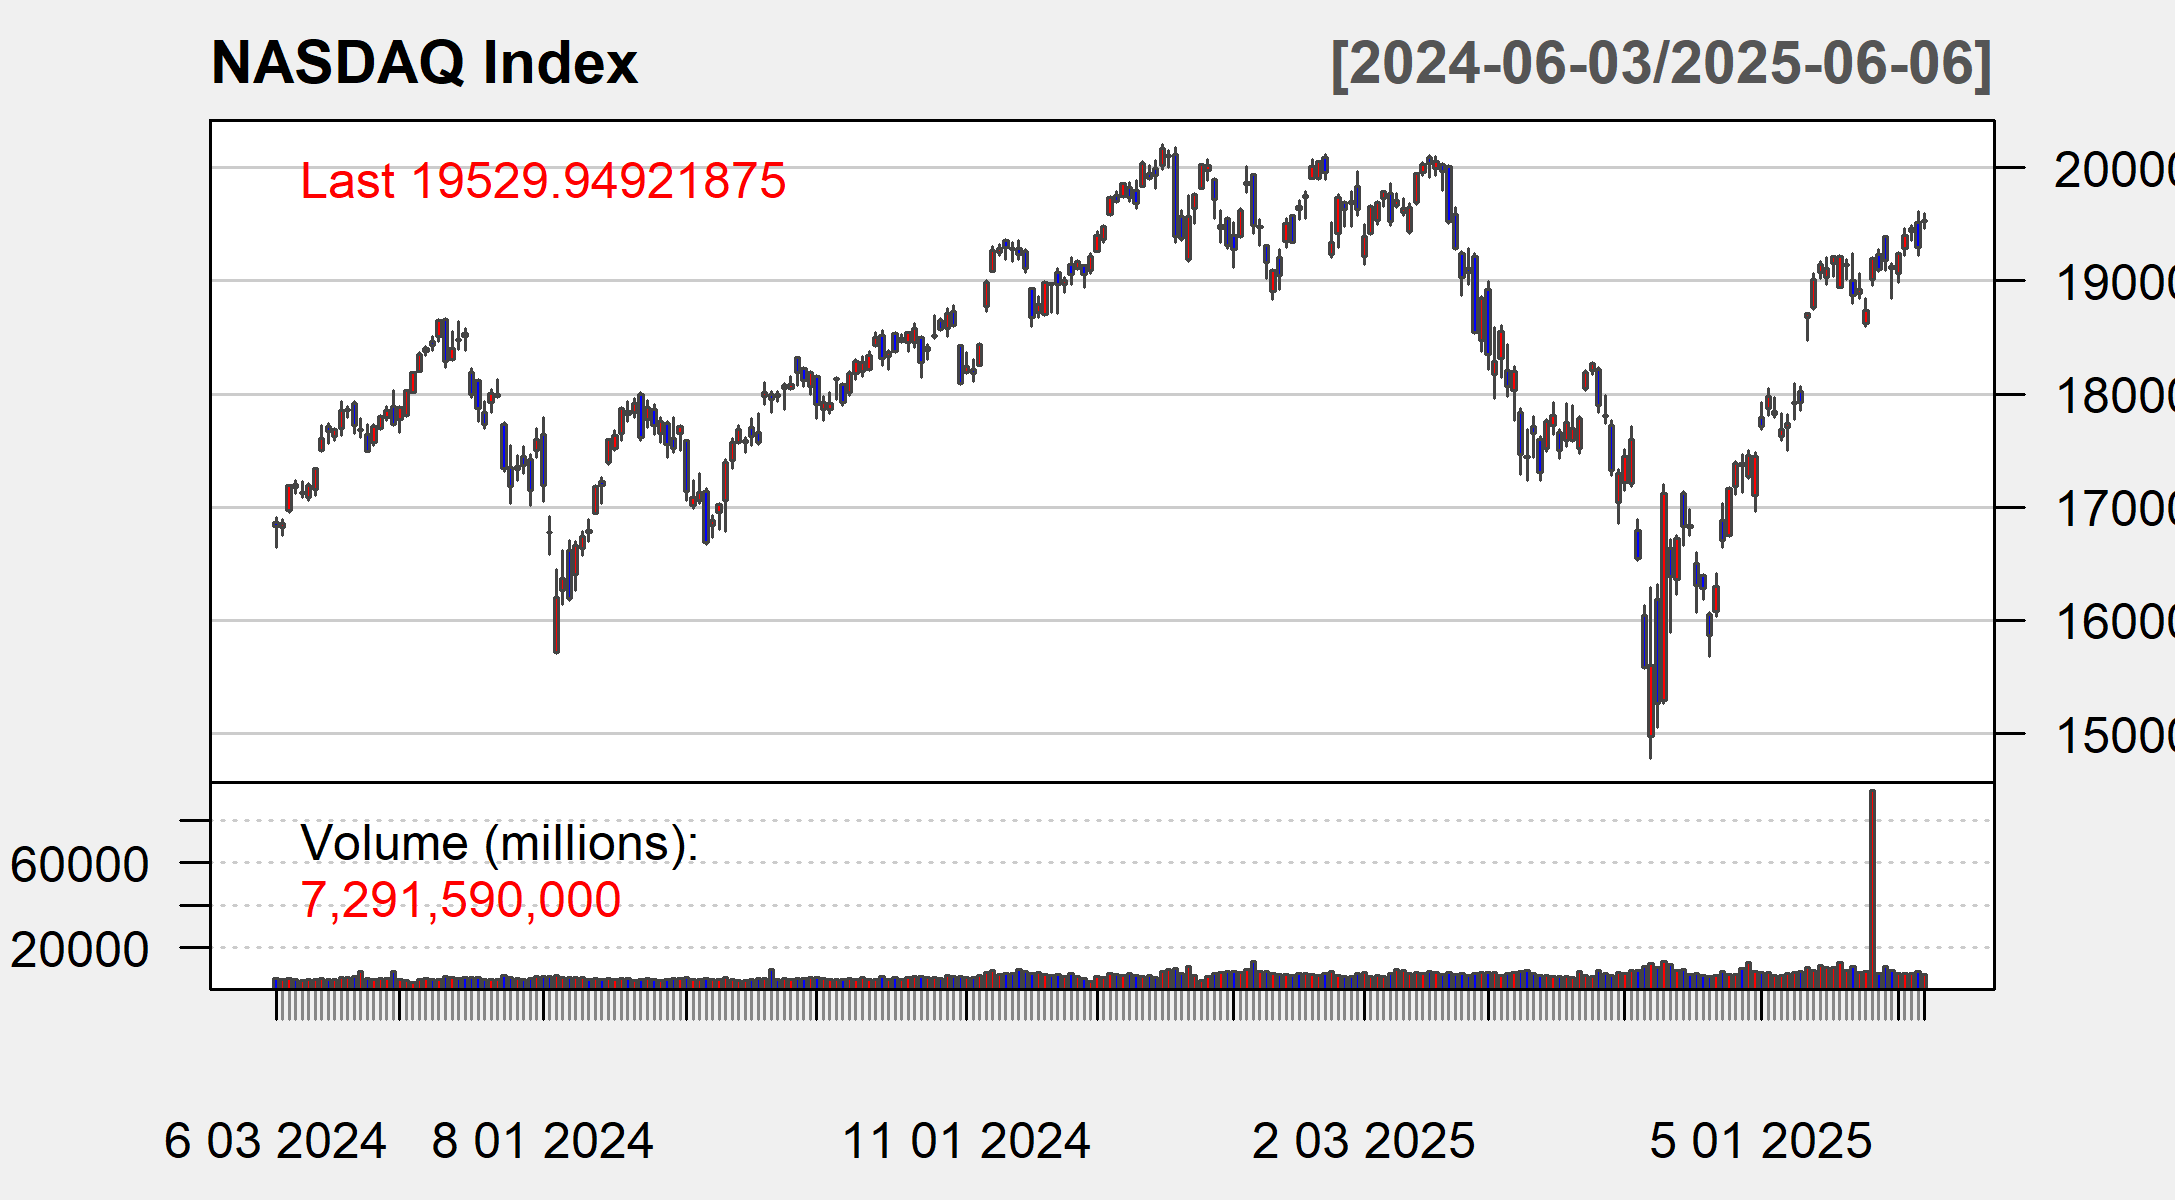 NASDAQ Index
[2024-06-03/2025-06-06]
Last 19529.94921875
20000
19000
18000
17000
16000
15000
Volume (millions):
7,291,590,000
60000
20000
6 03 2024
8 01 2024
11 01 2024
2 03 2025
5 01 2025